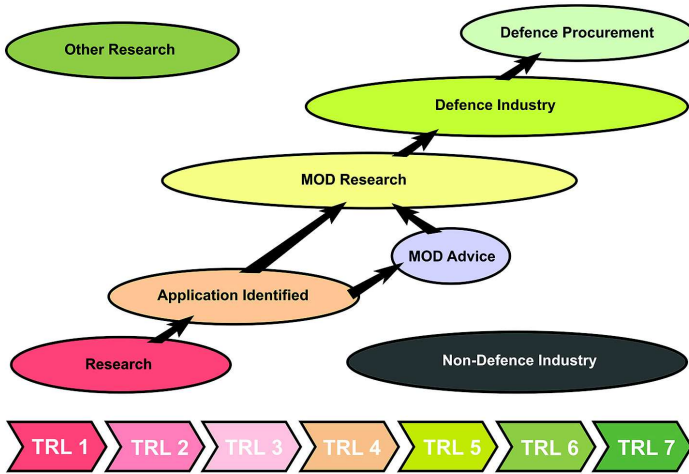 Defence Procurement
Other Research
Defence Industry
MOD Research
MOD Advice
Application Identified
Research
Non-Defence Industry
TRL 1
TRL 2
TRL 3
TRL 4
TRL 5
TRL 6
TRL 7